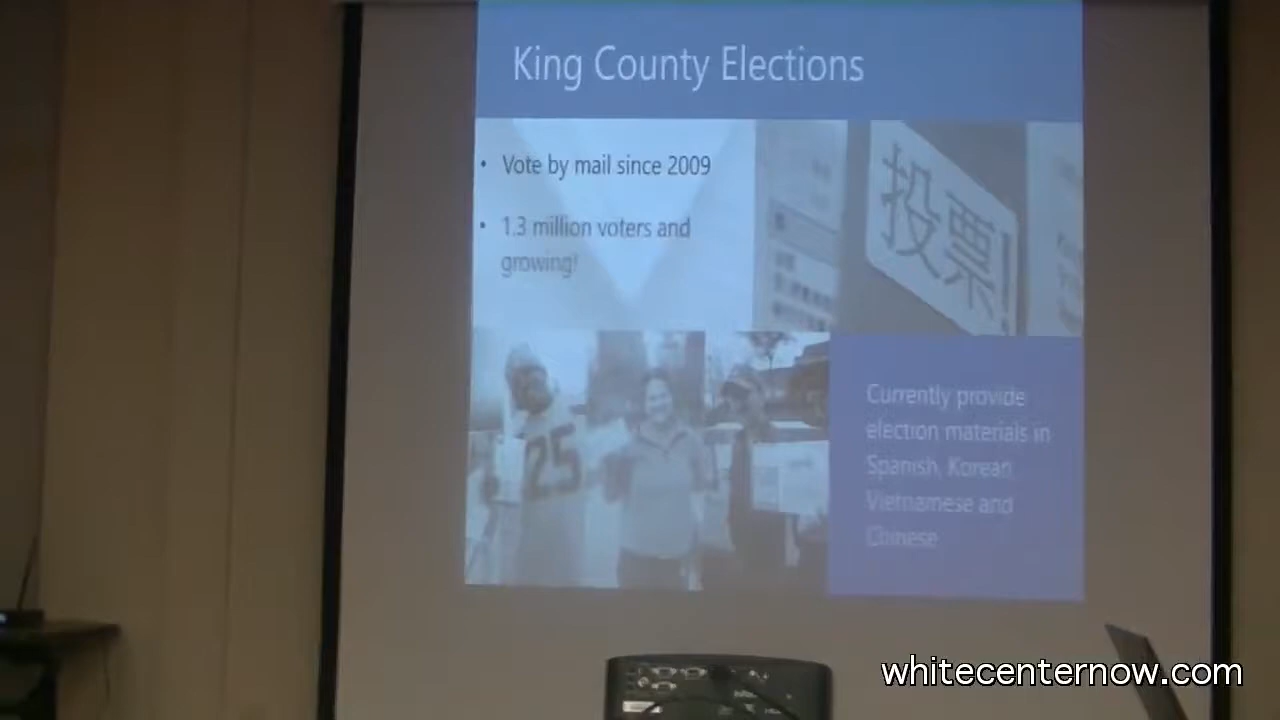 King County Elections
• Vote by mail since 2009
• 1.3 million voters and
growing!
投票!
25
Currently provide
election materials in
Spanish, Korean
Vietnamese and
Chinese
whitecenternow.com